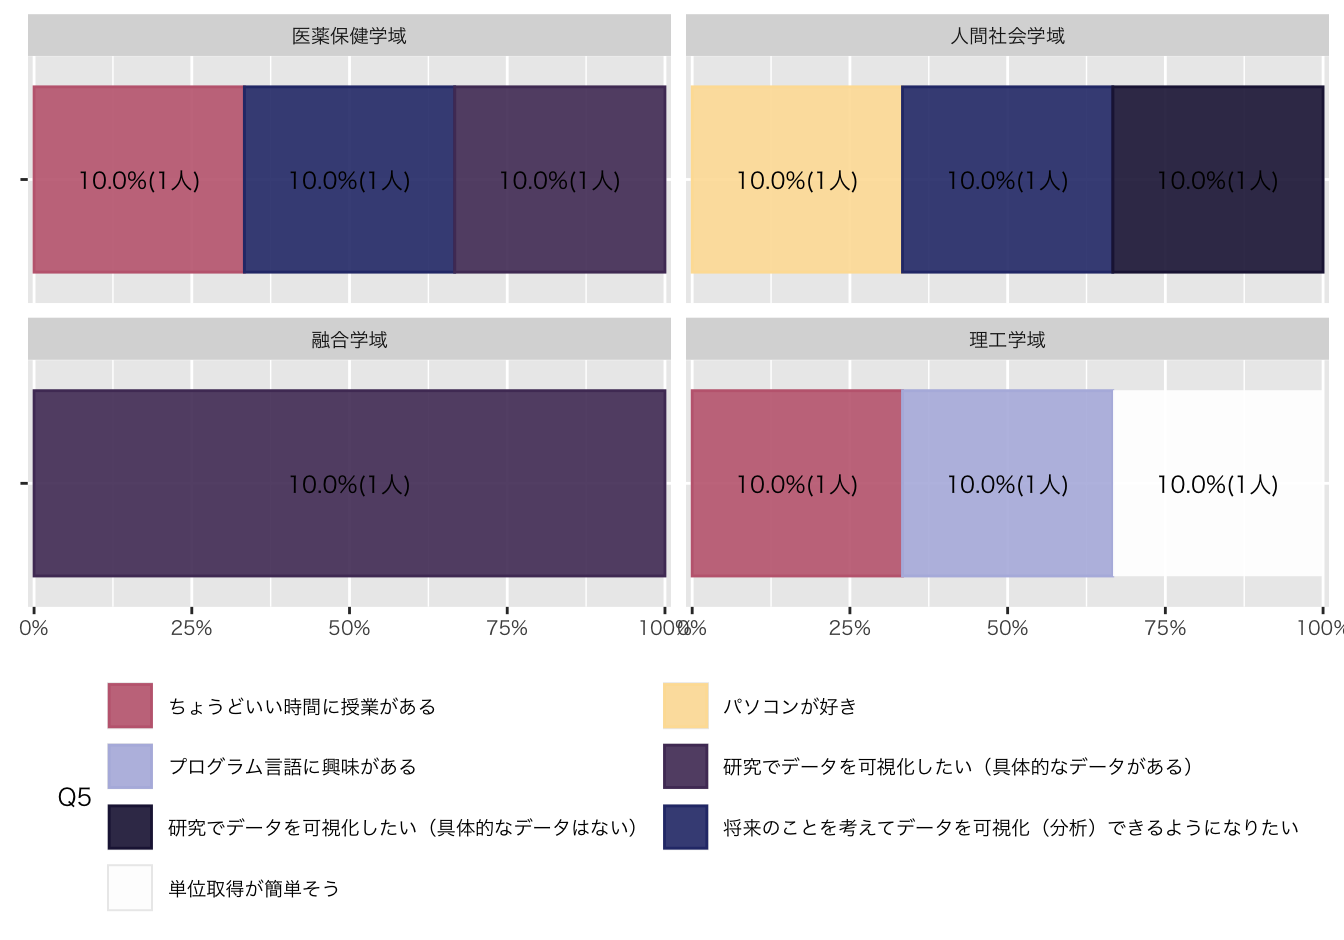 医薬保健学域
人間社会学域
10.0%(1人)
10.0%(1人)
10.0%(1人)
10.0%(1人)
10.0%(1人)
10.0%(1人)
融合学域
理工学域
10.0%(1人)
10.0%(1人)
10.0%(1人)
10.0%(1人)
0%
25%
50%
75%
100%
0%
25%
50%
75%
100%
Q5
ちょうどいい時間に授業がある
パソコンが好き
プログラム言語に興味がある
研究でデータを可視化したい（具体的なデータがある）
研究でデータを可視化したい（具体的なデータはない）
将来のことを考えてデータを可視化（分析）できるようになりたい
単位取得が簡単そう